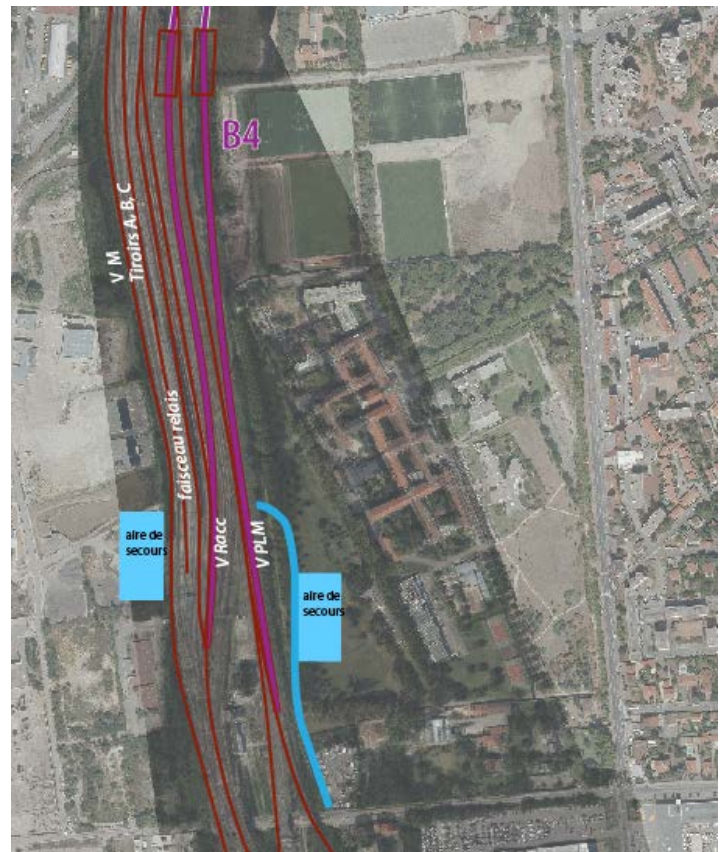 B4
V M
Tiroirs A, B, C
faisceau relais
V Racc
V PLM
aire de
secours
aire de
secours